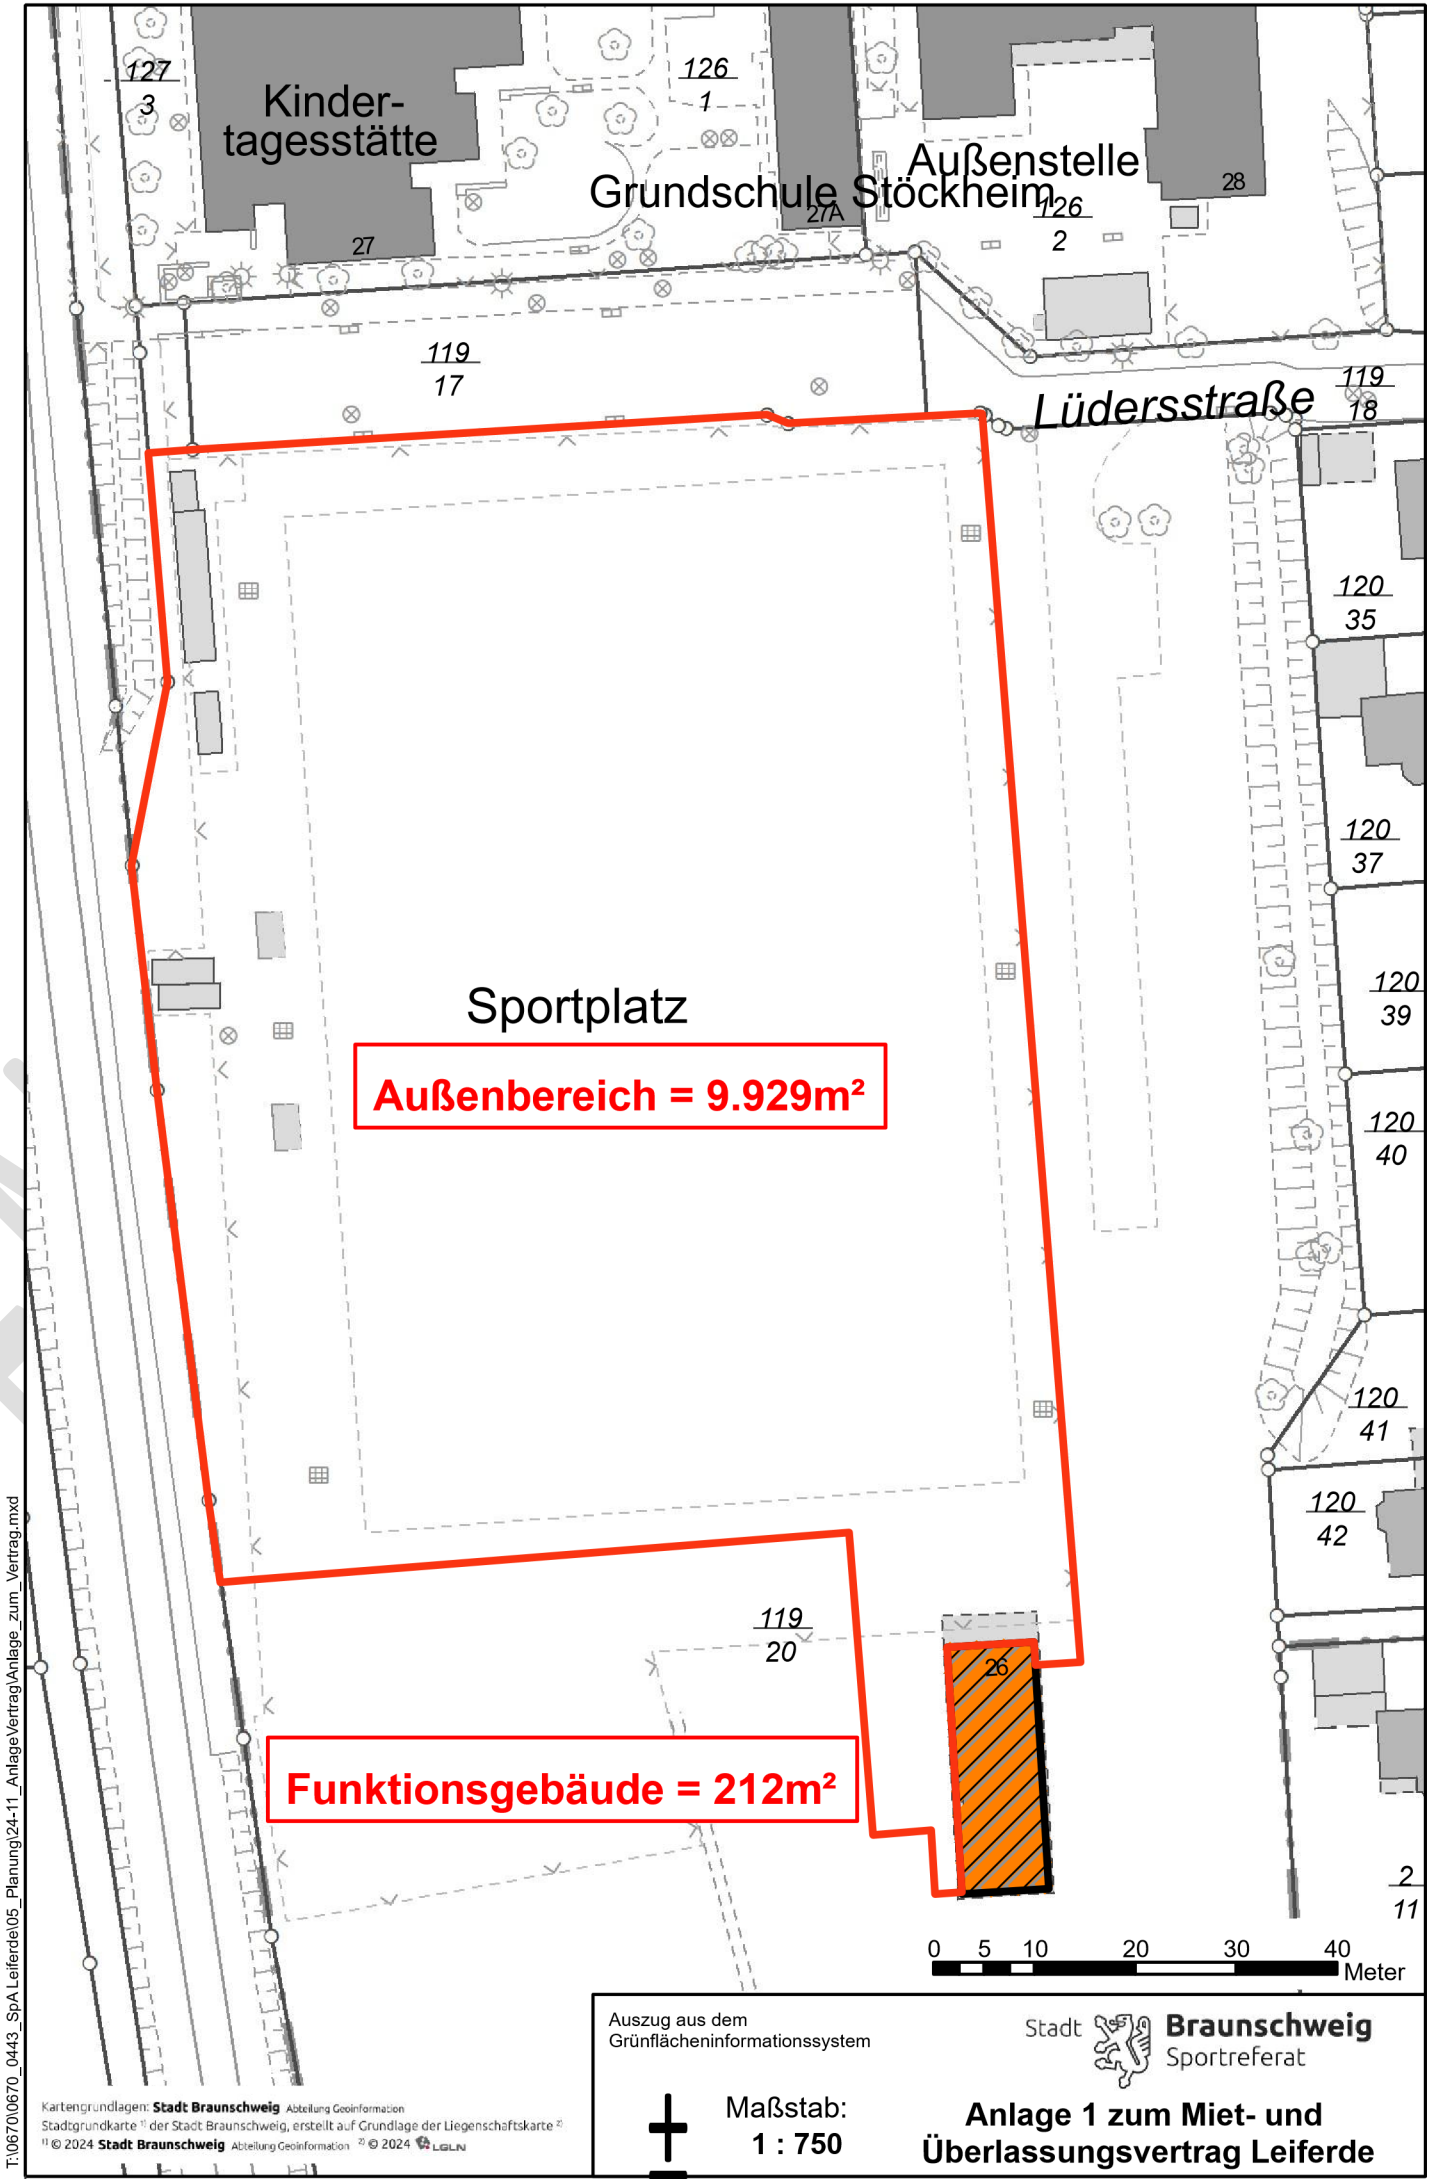 127
3
Kinder-
tagesstätte
27
126
1
Grundschule Stöckheim
27A
Außenstelle
126
2
28
119
17
Lüdersstraße
119
18
120
35
120
37
120
39
120
40
120
41
120
42
2
11
Sportplatz
Außenbereich = 9.929m²
119
20
26
Funktionsgebäude = 212m²
0 5 10 20 30 40
Meter
T:\0670\0670_0443_SpA Leiferde\05_Planung\24-11_AnlageVertrag\Anlage_zum_Vertrag.mxd
Kartengrundlagen: Stadt Braunschweig Abteilung Geoinformation
Stadtgrundkarte ¹⁾ der Stadt Braunschweig, erstellt auf Grundlage der Liegenschaftskarte ²⁾
¹⁾ © 2024 Stadt Braunschweig Abteilung Geoinformation ²⁾ © 2024 LGLN
Auszug aus dem
Grünflächeninformationssystem
Maßstab:
1 : 750
Stadt Braunschweig
Sportreferat
Anlage 1 zum Miet- und
Überlassungsvertrag Leiferde